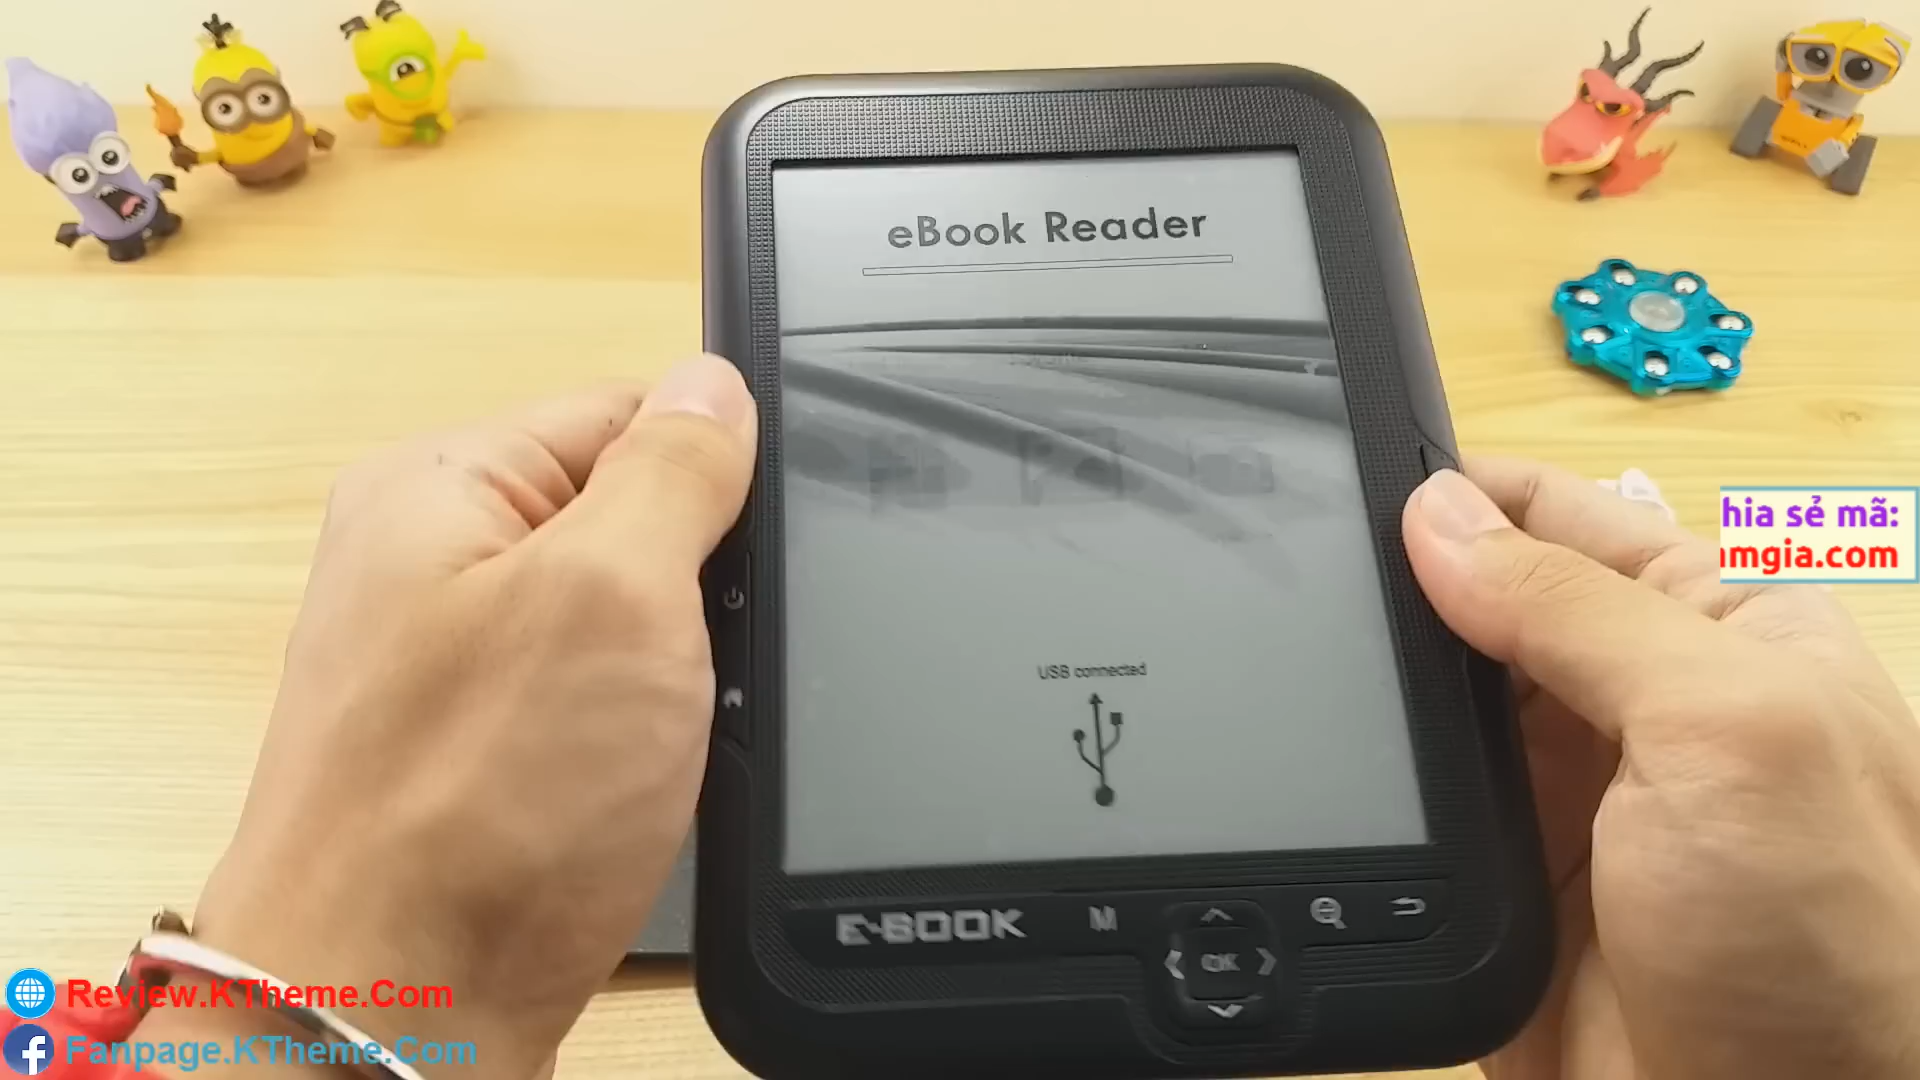 eBook Reader
hia sẻ mã:
mgia.com
USB connected
E-BOOK
M
OK
Review.KTheme.Com
Fanpage.KTheme.Com